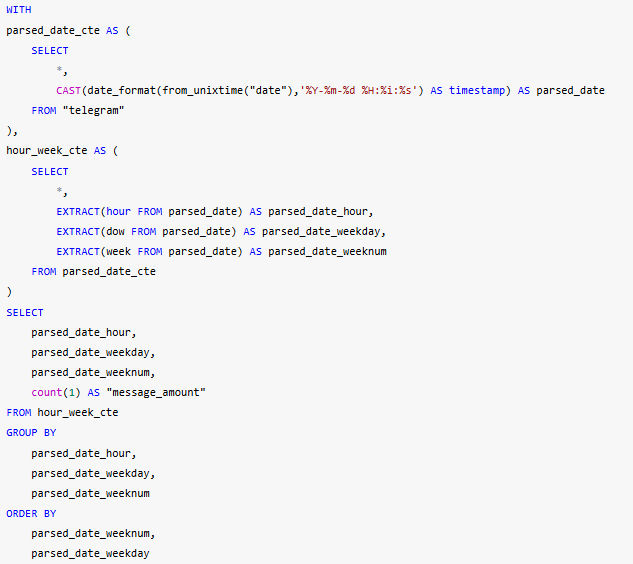 WITH
parsed_date_cte AS (
    SELECT
        *,
        CAST(date_format(from_unixtime("date"),'%Y-%m-%d %H:%i:%s') AS timestamp) AS parsed_date
    FROM "telegram"
),
hour_week_cte AS (
    SELECT
        *,
        EXTRACT(hour FROM parsed_date) AS parsed_date_hour,
        EXTRACT(dow FROM parsed_date) AS parsed_date_weekday,
        EXTRACT(week FROM parsed_date) AS parsed_date_weeknum
    FROM parsed_date_cte
)
SELECT
    parsed_date_hour,
    parsed_date_weekday,
    parsed_date_weeknum,
    count(1) AS "message_amount"
FROM hour_week_cte
GROUP BY
    parsed_date_hour,
    parsed_date_weekday,
    parsed_date_weeknum
ORDER BY
    parsed_date_weeknum,
    parsed_date_weekday